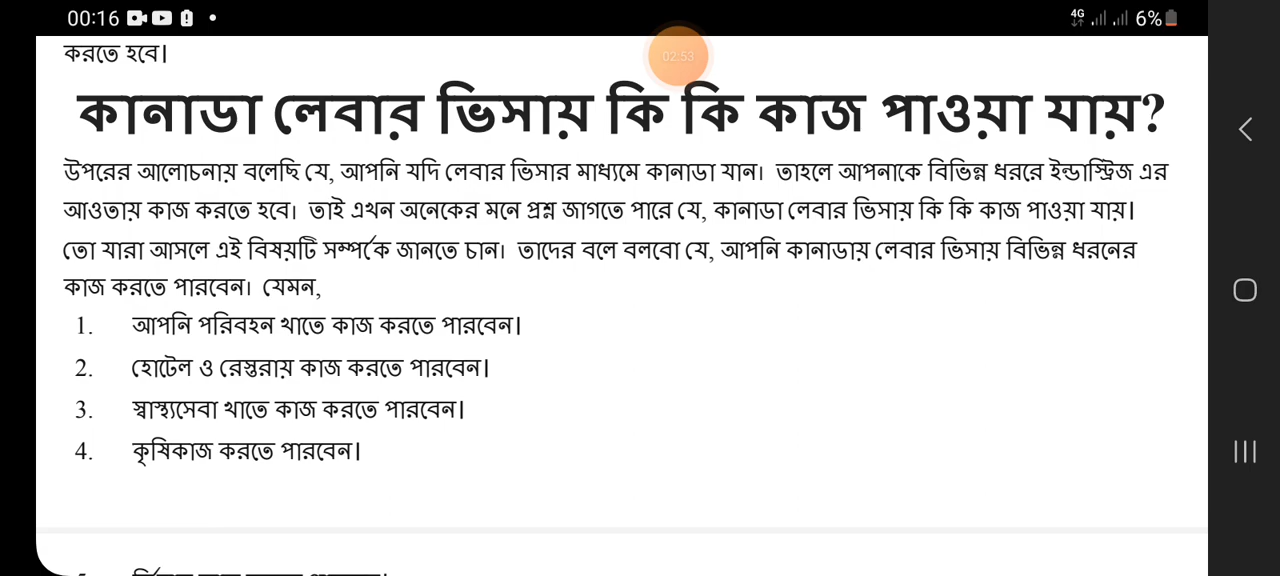 00:16
4G 6%
করতে হবে।
02:53
কানাডা লেবার ভিসায় কি কি কাজ পাওয়া যায়?
উপরের আলোচনায় বলেছি যে, আপনি যদি লেবার ভিসার মাধ্যমে কানাডা যান। তাহলে আপনাকে বিভিন্ন ধররে ইন্ডাস্ট্রিজ এর
আওতায় কাজ করতে হবে। তাই এখন অনেকের মনে প্রশ্ন জাগতে পারে যে, কানাডা লেবার ভিসায় কি কি কাজ পাওয়া যায়।
তো যারা আসলে এই বিষয়টি সম্পর্কে জানতে চান। তাদের বলে বলবো যে, আপনি কানাডায় লেবার ভিসায় বিভিন্ন ধরনের
কাজ করতে পারবেন। যেমন,
1. আপনি পরিবহন খাতে কাজ করতে পারবেন।
2. হোটেল ও রেস্তরায় কাজ করতে পারবেন।
3. স্বাস্থ্যসেবা খাতে কাজ করতে পারবেন।
4. কৃষিকাজ করতে পারবেন।